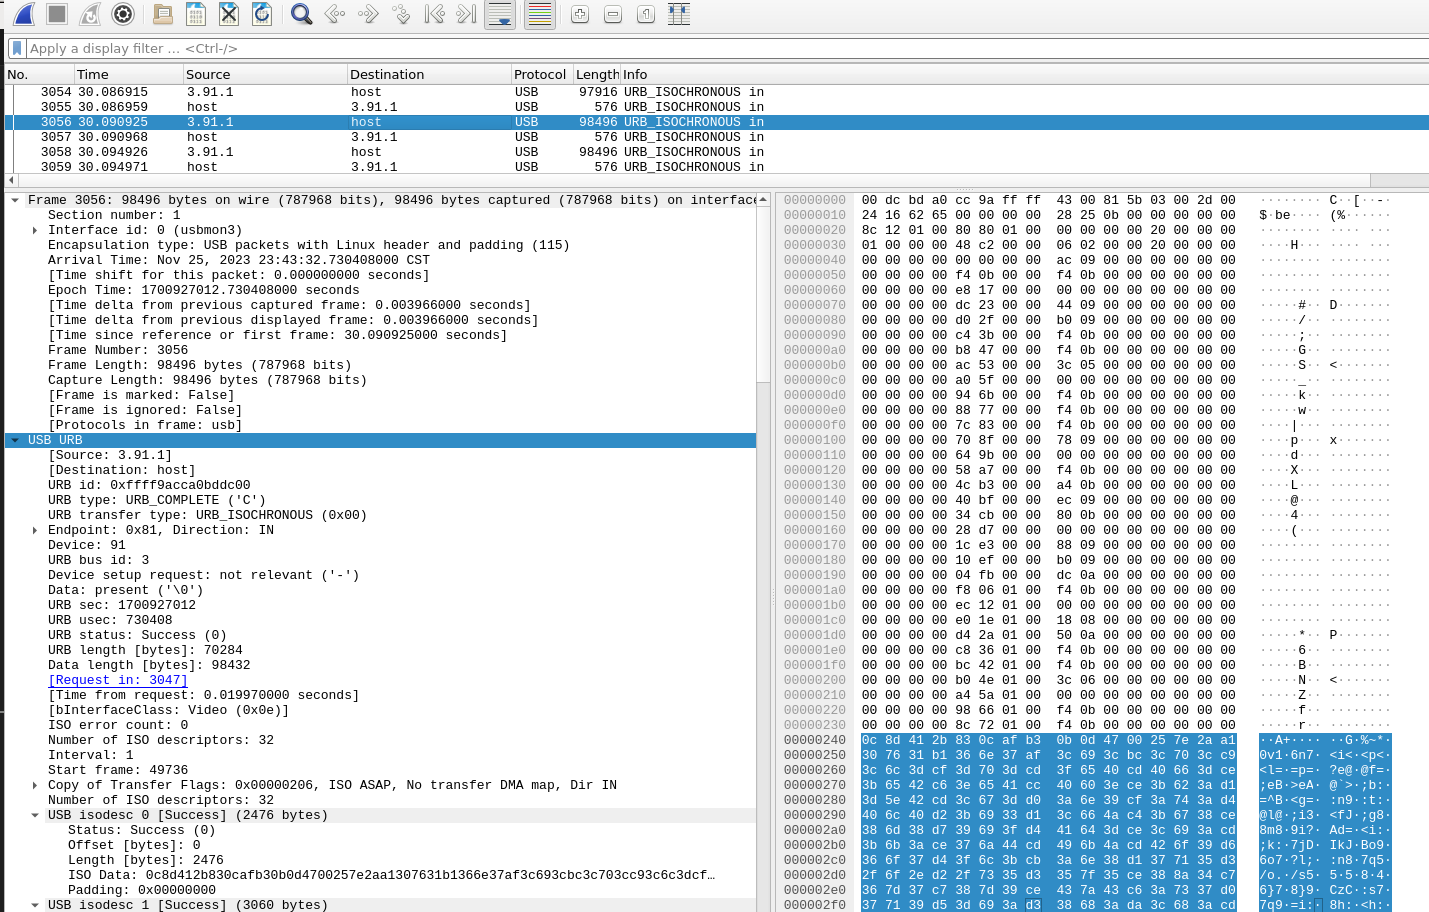 Apply a display filter … <Ctrl-/>
No. Time Source Destination Protocol Length Info
3054 30.086915 3.91.1 host USB 97916 URB_ISOCHRONOUS in
3055 30.086959 host 3.91.1 USB 576 URB_ISOCHRONOUS in
3056 30.090925 3.91.1 host USB 98496 URB_ISOCHRONOUS in
3057 30.090968 host 3.91.1 USB 576 URB_ISOCHRONOUS in
3058 30.094926 3.91.1 host USB 98496 URB_ISOCHRONOUS in
3059 30.094971 host 3.91.1 USB 576 URB_ISOCHRONOUS in
Frame 3056: 98496 bytes on wire (787968 bits), 98496 bytes captured (787968 bits) on interface
Section number: 1
Interface id: 0 (usbmon3)
Encapsulation type: USB packets with Linux header and padding (115)
Arrival Time: Nov 25, 2023 23:43:32.730408000 CST
[Time shift for this packet: 0.000000000 seconds]
Epoch Time: 1700927012.730408000 seconds
[Time delta from previous captured frame: 0.003966000 seconds]
[Time delta from previous displayed frame: 0.003966000 seconds]
[Time since reference or first frame: 30.090925000 seconds]
Frame Number: 3056
Frame Length: 98496 bytes (787968 bits)
Capture Length: 98496 bytes (787968 bits)
[Frame is marked: False]
[Frame is ignored: False]
[Protocols in frame: usb]
USB URB
[Source: 3.91.1]
[Destination: host]
URB id: 0xffff9acca0bddc00
URB type: URB_COMPLETE ('C')
URB transfer type: URB_ISOCHRONOUS (0x00)
Endpoint: 0x81, Direction: IN
Device: 91
URB bus id: 3
Device setup request: not relevant ('-')
Data: present ('\0')
URB sec: 1700927012
URB usec: 730408
URB status: Success (0)
URB length [bytes]: 70284
Data length [bytes]: 98432
[Request in: 3047]
[Time from request: 0.019970000 seconds]
[bInterfaceClass: Video (0x0e)]
ISO error count: 0
Number of ISO descriptors: 32
Interval: 1
Start frame: 49736
Copy of Transfer Flags: 0x00000206, ISO ASAP, No transfer DMA map, Dir IN
Number of ISO descriptors: 32
USB isodesc 0 [Success] (2476 bytes)
Status: Success (0)
Offset [bytes]: 0
Length [bytes]: 2476
ISO Data: 0c8d412b830cafb30b0d4700257e2aa1307631b1366e37af3c693cbc3c703cc93c6c3dcf…
Padding: 0x00000000
USB isodesc 1 [Success] (3060 bytes)
00000000 00 dc bd a0 cc 9a ff ff 43 00 81 5b 03 00 2d 00 ········ C··[··-·
00000010 24 16 62 65 00 00 00 00 28 25 0b 00 00 00 00 00 $·be···· (%······
00000020 8c 12 01 00 80 80 01 00 00 00 00 00 20 00 00 00
00000030 01 00 00 00 48 c2 00 00 06 02 00 00 20 00 00 00 ····H···
00000040 00 00 00 00 00 00 00 00 ac 09 00 00 00 00 00 00
00000050 00 00 00 00 f4 0b 00 00 f4 0b 00 00 00 00 00 00
00000060 00 00 00 00 e8 17 00 00 00 00 00 00 00 00 00 00
00000070 00 00 00 00 dc 23 00 00 44 09 00 00 00 00 00 00 ·····#·· D·······
00000080 00 00 00 00 d0 2f 00 00 b0 09 00 00 00 00 00 00 ·····/··
00000090 00 00 00 00 c4 3b 00 00 f4 0b 00 00 00 00 00 00 ·····;··
000000a0 00 00 00 00 b8 47 00 00 f4 0b 00 00 00 00 00 00 ·····G··
000000b0 00 00 00 00 ac 53 00 00 3c 05 00 00 00 00 00 00 ·····S·· <·······
000000c0 00 00 00 00 a0 5f 00 00 00 00 00 00 00 00 00 00 ·····_··
000000d0 00 00 00 00 94 6b 00 00 f4 0b 00 00 00 00 00 00 ·····k··
000000e0 00 00 00 00 88 77 00 00 f4 0b 00 00 00 00 00 00 ·····w··
000000f0 00 00 00 00 7c 83 00 00 f4 0b 00 00 00 00 00 00 ····|···
00000100 00 00 00 00 70 8f 00 00 78 09 00 00 00 00 00 00 ····p··· x·······
00000110 00 00 00 00 64 9b 00 00 00 00 00 00 00 00 00 00 ····d···
00000120 00 00 00 00 58 a7 00 00 f4 0b 00 00 00 00 00 00 ····X···
00000130 00 00 00 00 4c b3 00 00 a4 0b 00 00 00 00 00 00 ····L···
00000140 00 00 00 00 40 bf 00 00 ec 09 00 00 00 00 00 00 ····@···
00000150 00 00 00 00 34 cb 00 00 80 0b 00 00 00 00 00 00 ····4···
00000160 00 00 00 00 28 d7 00 00 00 00 00 00 00 00 00 00 ····(···
00000170 00 00 00 00 1c e3 00 00 88 09 00 00 00 00 00 00
00000180 00 00 00 00 10 ef 00 00 b0 09 00 00 00 00 00 00
00000190 00 00 00 00 04 fb 00 00 dc 0a 00 00 00 00 00 00
000001a0 00 00 00 00 f8 06 01 00 f4 0b 00 00 00 00 00 00
000001b0 00 00 00 00 ec 12 01 00 00 00 00 00 00 00 00 00
000001c0 00 00 00 00 e0 1e 01 00 18 08 00 00 00 00 00 00
000001d0 00 00 00 00 d4 2a 01 00 50 0a 00 00 00 00 00 00 ·····*·· P·······
000001e0 00 00 00 00 c8 36 01 00 f4 0b 00 00 00 00 00 00 ·····6··
000001f0 00 00 00 00 bc 42 01 00 f4 0b 00 00 00 00 00 00 ·····B··
00000200 00 00 00 00 b0 4e 01 00 3c 06 00 00 00 00 00 00 ·····N·· <·······
00000210 00 00 00 00 a4 5a 01 00 00 00 00 00 00 00 00 00 ·····Z··
00000220 00 00 00 00 98 66 01 00 f4 0b 00 00 00 00 00 00 ·····f··
00000230 00 00 00 00 8c 72 01 00 f4 0b 00 00 00 00 00 00 ·····r··
00000240 0c 8d 41 2b 83 0c af b3 0b 0d 47 00 25 7e 2a a1 ··A+···· ··G·%~*·
00000250 30 76 31 b1 36 6e 37 af 3c 69 3c bc 3c 70 3c c9 0v1·6n7· <i<·<p<·
00000260 3c 6c 3d cf 3d 70 3d cd 3f 65 40 cd 40 66 3d ce <l=·=p=· ?e@·@f=·
00000270 3b 65 42 c6 3e 65 41 cc 40 60 3e ce 3b 62 3a d1 ;eB·>eA· @`>·;b:·
00000280 3d 5e 42 cd 3c 67 3d d0 3a 6e 39 cf 3a 74 3a d4 =^B·<g=· :n9·:t:·
00000290 40 6c 40 d2 3b 69 33 d1 3c 66 4a c4 3b 67 38 ce @l@·;i3· <fJ·;g8·
000002a0 38 6d 38 d7 39 69 3f d4 41 64 3d ce 3c 69 3a cd 8m8·9i?· Ad=·<i:·
000002b0 3b 6b 3a ce 37 6a 44 cd 49 6b 4a cd 42 6f 39 d6 ;k:·7jD· IkJ·Bo9·
000002c0 36 6f 37 d4 3f 6c 3b cb 3a 6e 38 d1 37 71 35 d3 6o7·?l;· :n8·7q5·
000002d0 2f 6f 2e d2 2f 73 35 d3 35 7f 35 ce 38 8a 34 c7 /o.·/s5· 5·5·8·4·
000002e0 36 7d 37 c7 38 7d 39 ce 43 7a 43 c6 3a 73 37 d0 6}7·8}9· CzC·:s7·
000002f0 37 71 39 d5 3d 69 3a d3 38 68 3a da 3c 68 3a cd 7q9·=i:· 8h:·<h:·